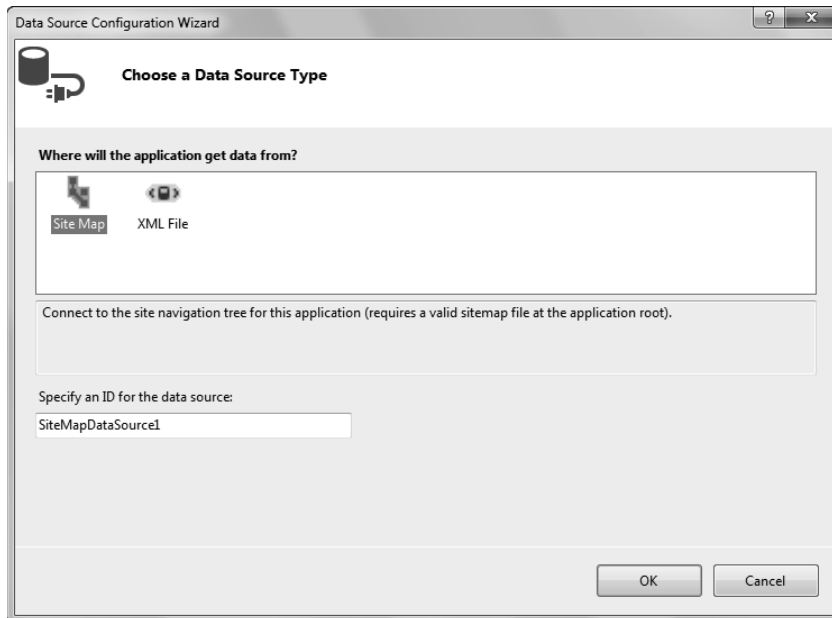 Data Source Configuration Wizard
? X
Choose a Data Source Type
Where will the application get data from?
Site Map XML File
Connect to the site navigation tree for this application (requires a valid sitemap file at the application root).
Specify an ID for the data source:
SiteMapDataSource1
OK Cancel